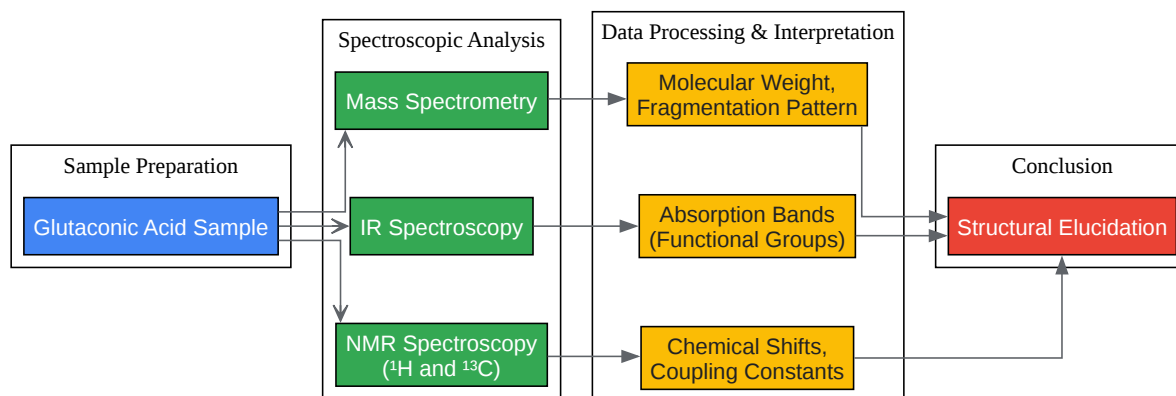 Sample Preparation
Glutaconic Acid Sample
Spectroscopic Analysis
Mass Spectrometry
IR Spectroscopy
NMR Spectroscopy
(¹H and ¹³C)
Data Processing & Interpretation
Molecular Weight,
Fragmentation Pattern
Absorption Bands
(Functional Groups)
Chemical Shifts,
Coupling Constants
Conclusion
Structural Elucidation